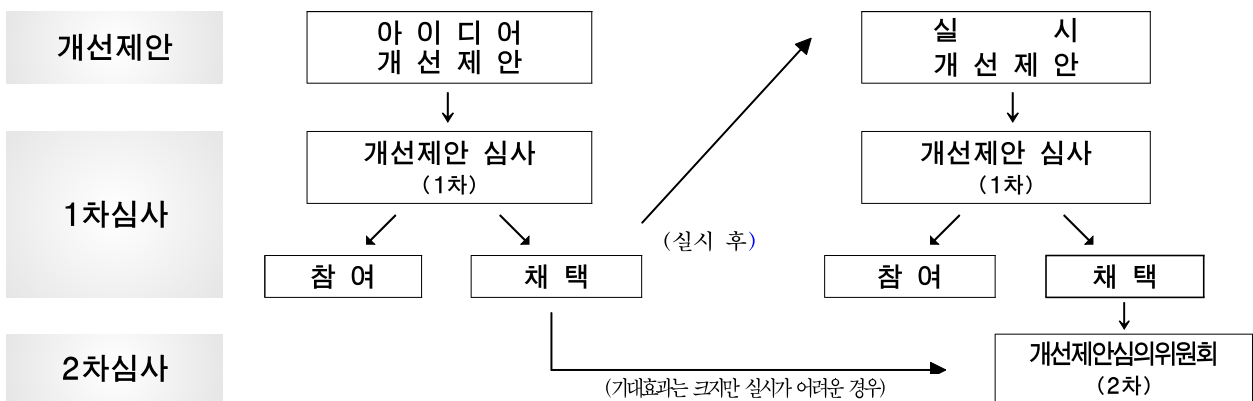 개선제안
아 이 디 어
개 선 제 안
실 시
개 선 제 안
1차심사
개선제안 심사
(1차)
개선제안 심사
(1차)
(실시 후)
참 여
채 택
참 여
채 택
2차심사
개선제안심의위원회
(2차)
(기대효과는 크지만 실시가 어려운 경우)